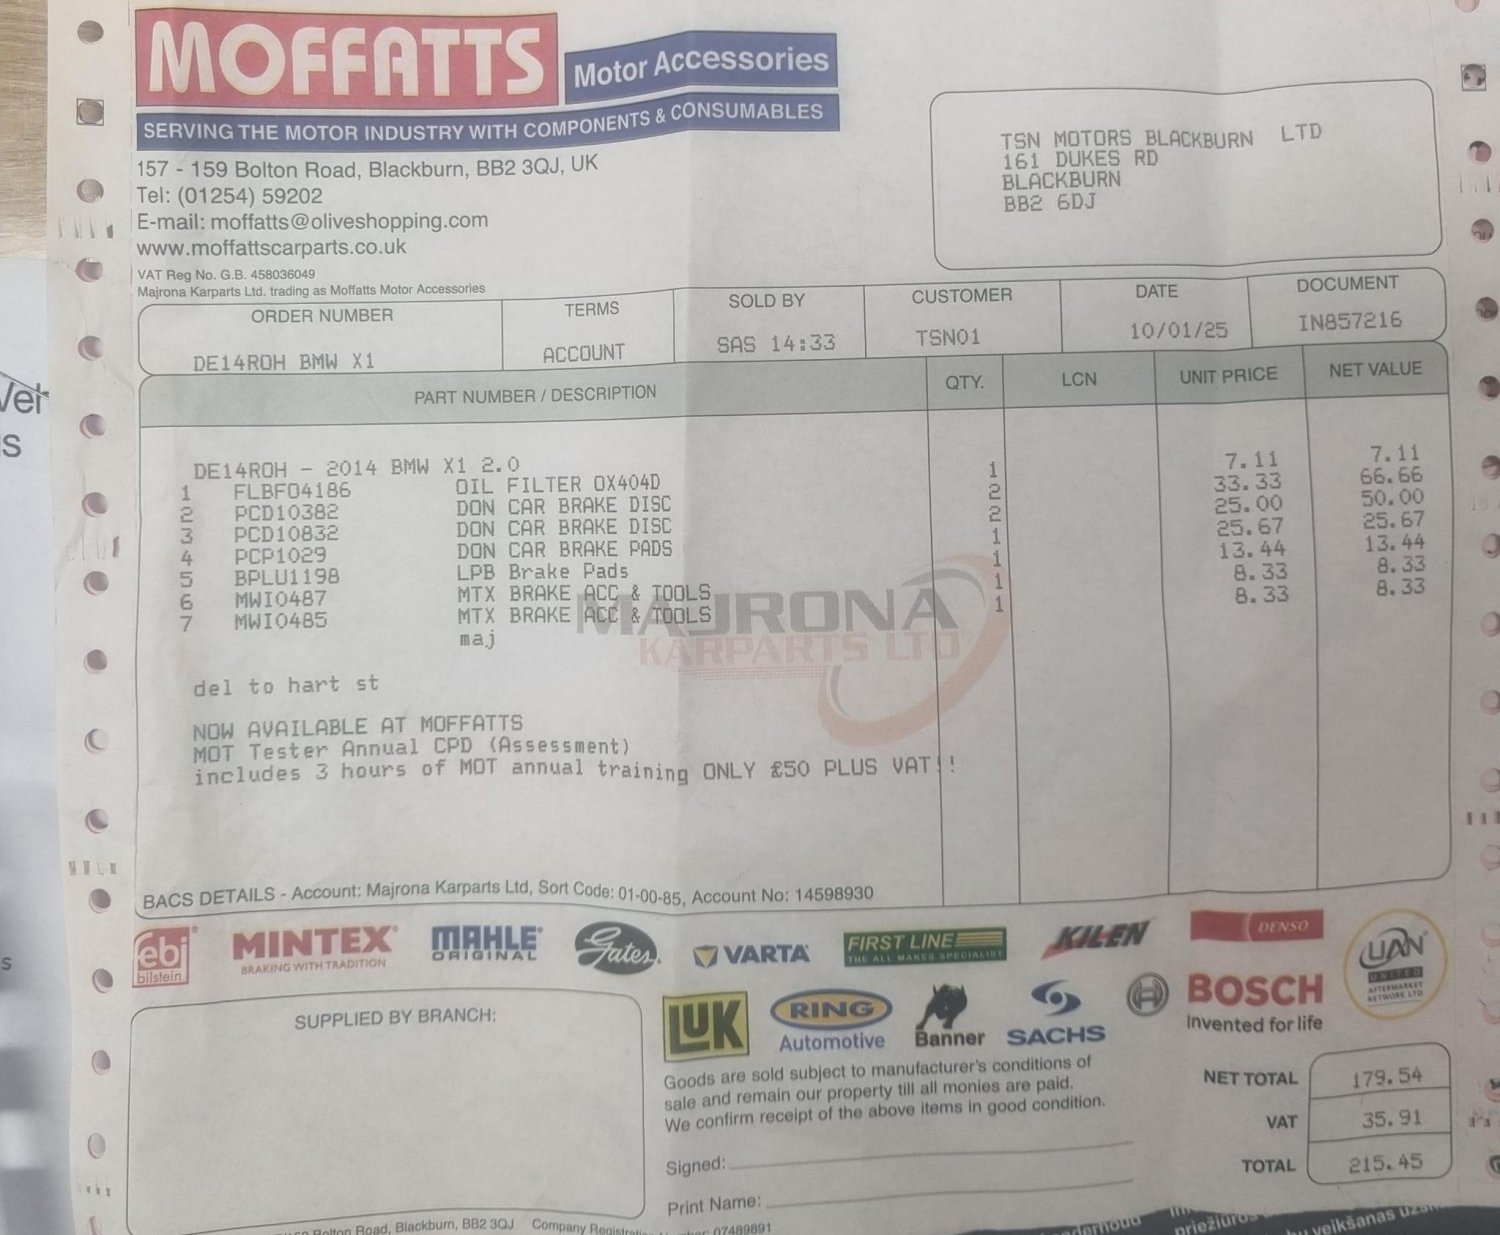 MOFFATTS
Motor Accessories
SERVING THE MOTOR INDUSTRY WITH COMPONENTS & CONSUMABLES
157 - 159 Bolton Road, Blackburn, BB2 3QJ, UK
Tel: (01254) 59202
E-mail: moffatts@oliveshopping.com
www.moffattscarparts.co.uk
VAT Reg No. G.B. 458036049
Majrona Karparts Ltd. trading as Moffatts Motor Accessories
TSN MOTORS BLACKBURN LTD
161 DUKES RD
BLACKBURN
BB2 6DJ
ORDER NUMBER TERMS SOLD BY CUSTOMER DATE DOCUMENT
DE14ROH BMW X1 ACCOUNT SAS 14:33 TSN01 10/01/25 IN857216
PART NUMBER / DESCRIPTION QTY. LCN UNIT PRICE NET VALUE
DE14ROH - 2014 BMW X1 2.0
1 FLBF04186 OIL FILTER OX404D 1 7.11 7.11
2 PCD10382 DON CAR BRAKE DISC 2 33.33 66.66
3 PCD10832 DON CAR BRAKE DISC 2 25.00 50.00
4 PCP1029 DON CAR BRAKE PADS 1 25.67 25.67
5 BPLU1198 LPB Brake Pads 1 13.44 13.44
6 MWI0487 MTX BRAKE ACC & TOOLS 1 8.33 8.33
7 MWI0485 MTX BRAKE ACC & TOOLS 1 8.33 8.33
maj
MAJRONA
KARPARTS LTD
del to hart st
NOW AVAILABLE AT MOFFATTS
MOT Tester Annual CPD (Assessment)
includes 3 hours of MOT annual training ONLY £50 PLUS VAT!!
BACS DETAILS - Account: Majrona Karparts Ltd, Sort Code: 01-00-85, Account No: 14598930
febi
bilstein
MINTEX
BRAKING WITH TRADITION
MAHLE
ORIGINAL
Gates
VARTA
FIRST LINE
THE ALL MAKES SPECIALIST
KILEN
DENSO
UAN
UNITED
AFTERMARKET
NETWORK LTD
LUK
RING
Automotive
Banner
SACHS
BOSCH
Invented for life
SUPPLIED BY BRANCH:
Goods are sold subject to manufacturer's conditions of
sale and remain our property till all monies are paid.
We confirm receipt of the above items in good condition.
Signed:
Print Name:
NET TOTAL 179.54
VAT 35.91
TOTAL 215.45
Bolton Road, Blackburn, BB2 3QJ Company 07489891